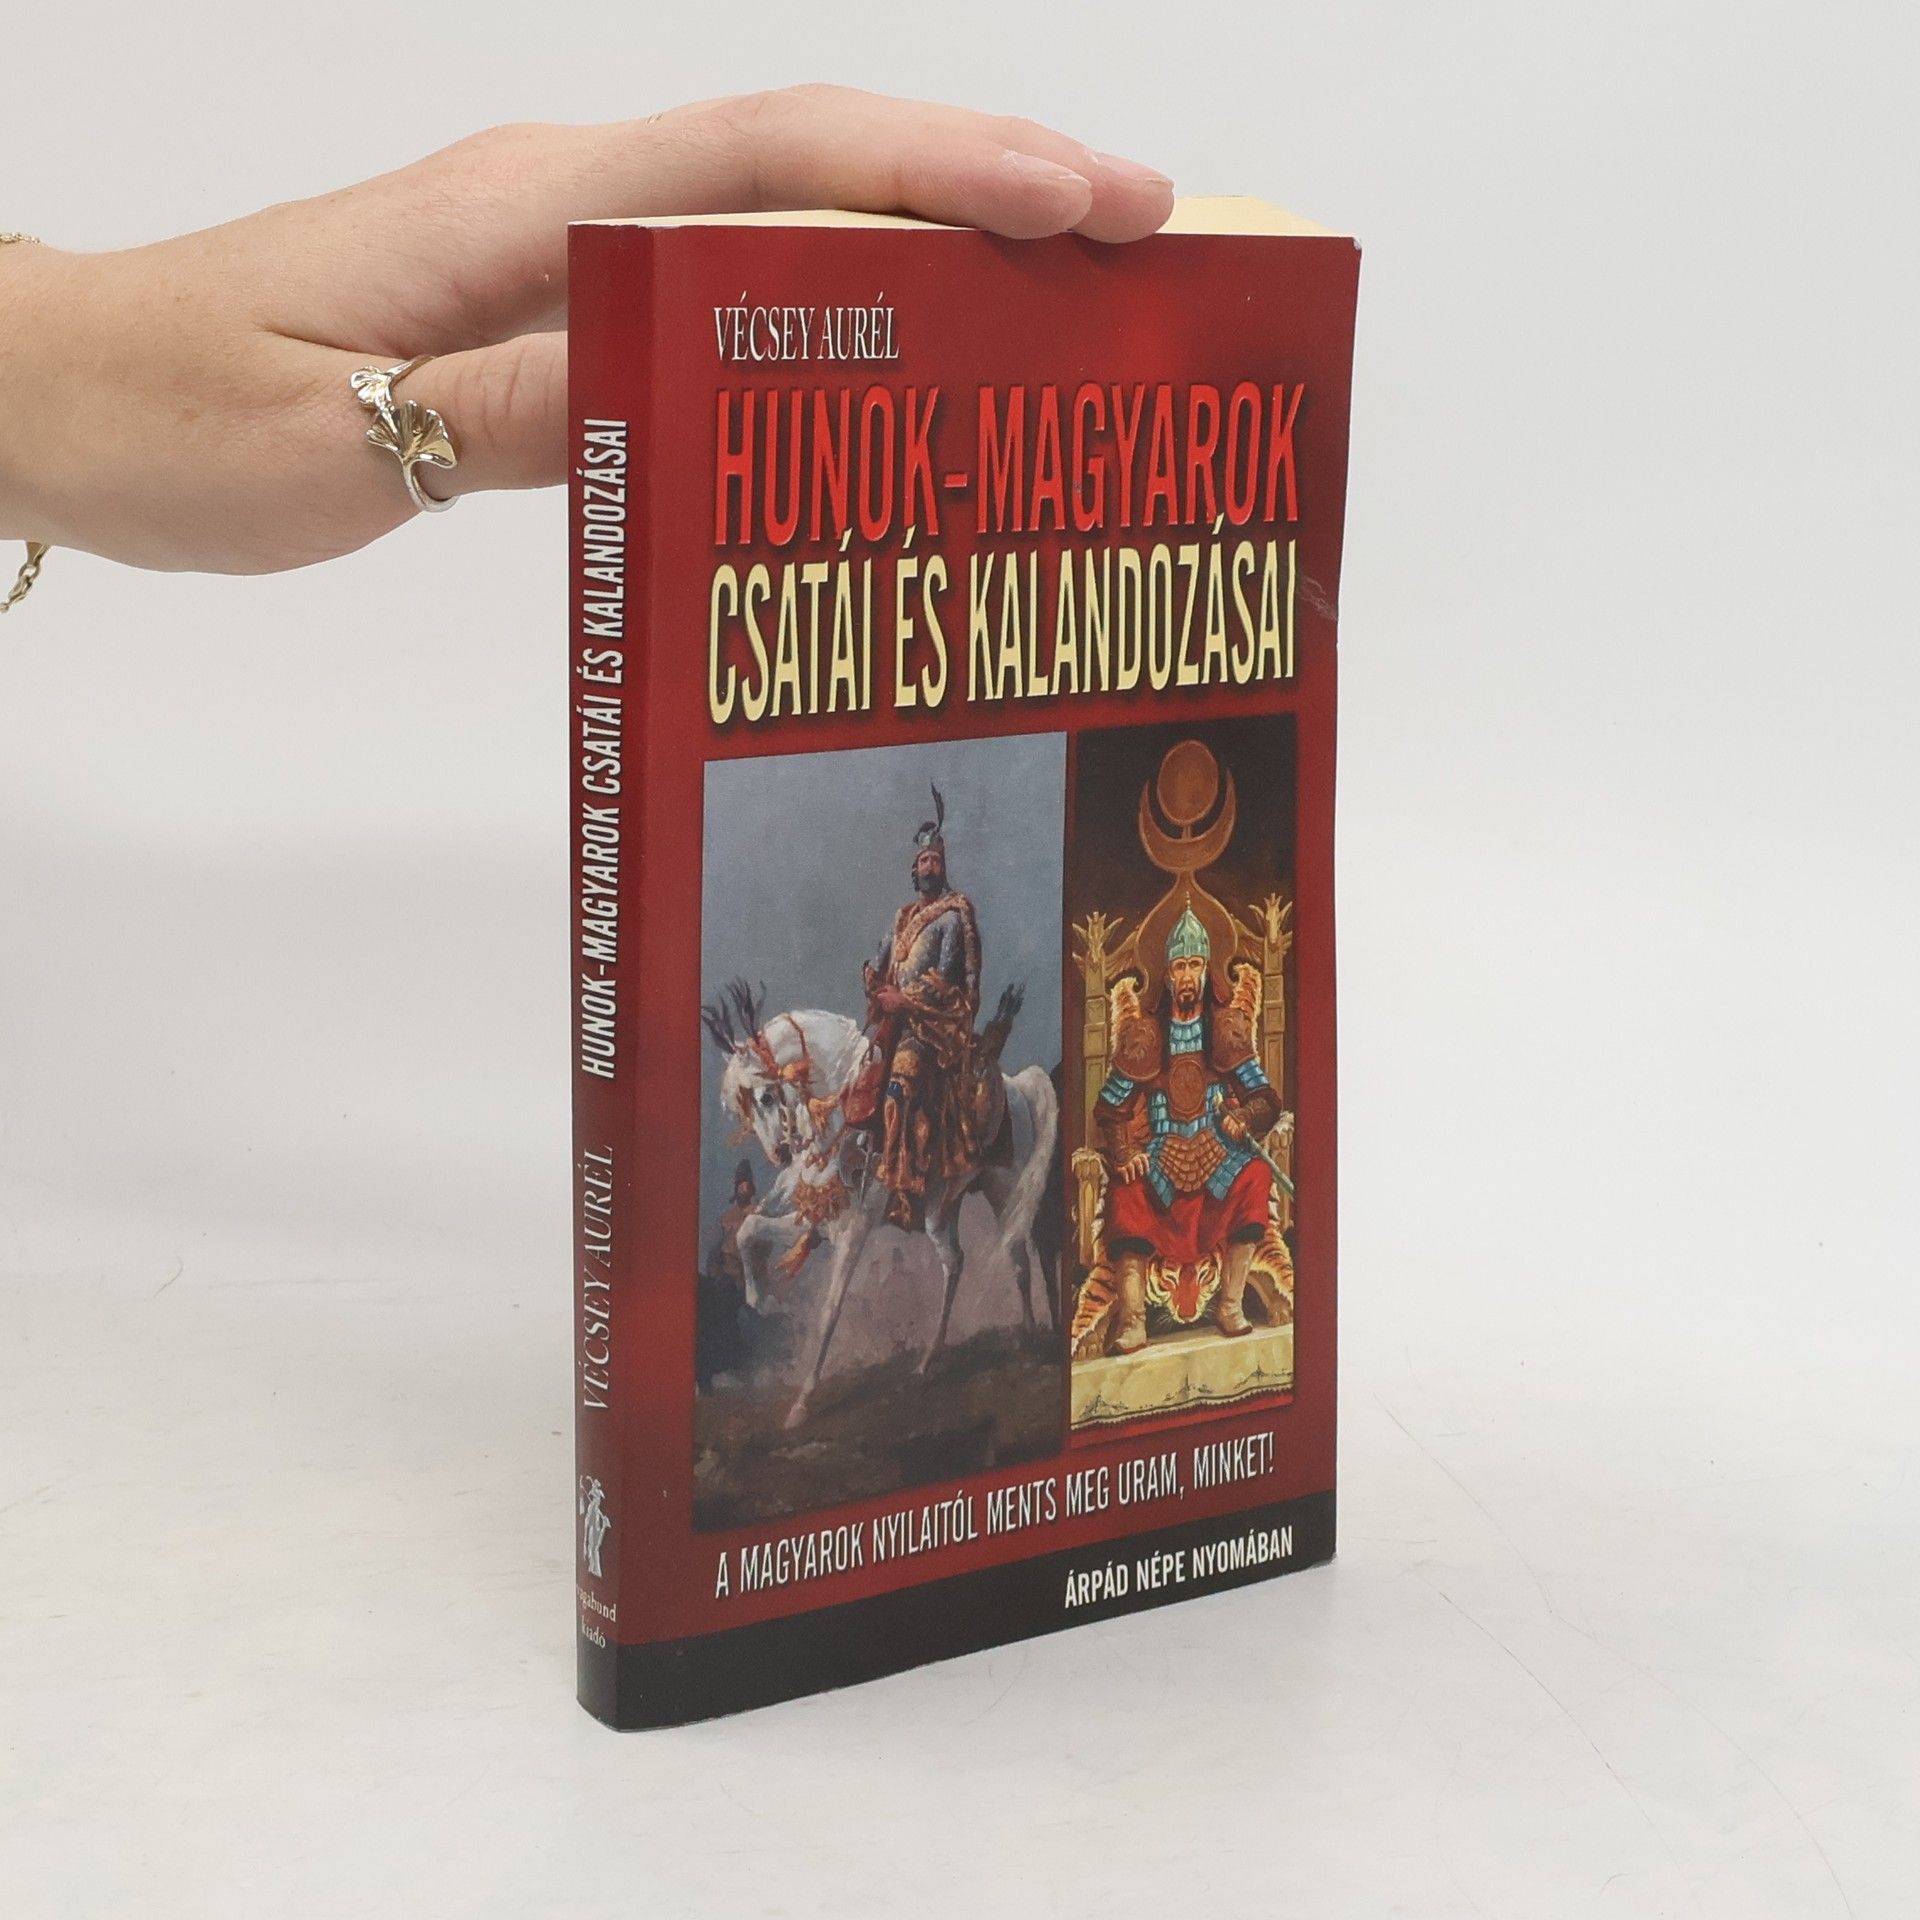 VÉCSEY AURÉL
HUNOK-MAGYAROK
CSATÁI ÉS KALANDOZÁSAI
A MAGYAROK NYILAITÓL MENTS MEG URAM, MINKET!
ÁRPÁD NÉPE NYOMÁBAN
VÉCSEY AURÉL HUNOK-MAGYAROK CSATÁI ÉS KALANDOZÁSAI
vagabund
kiadó